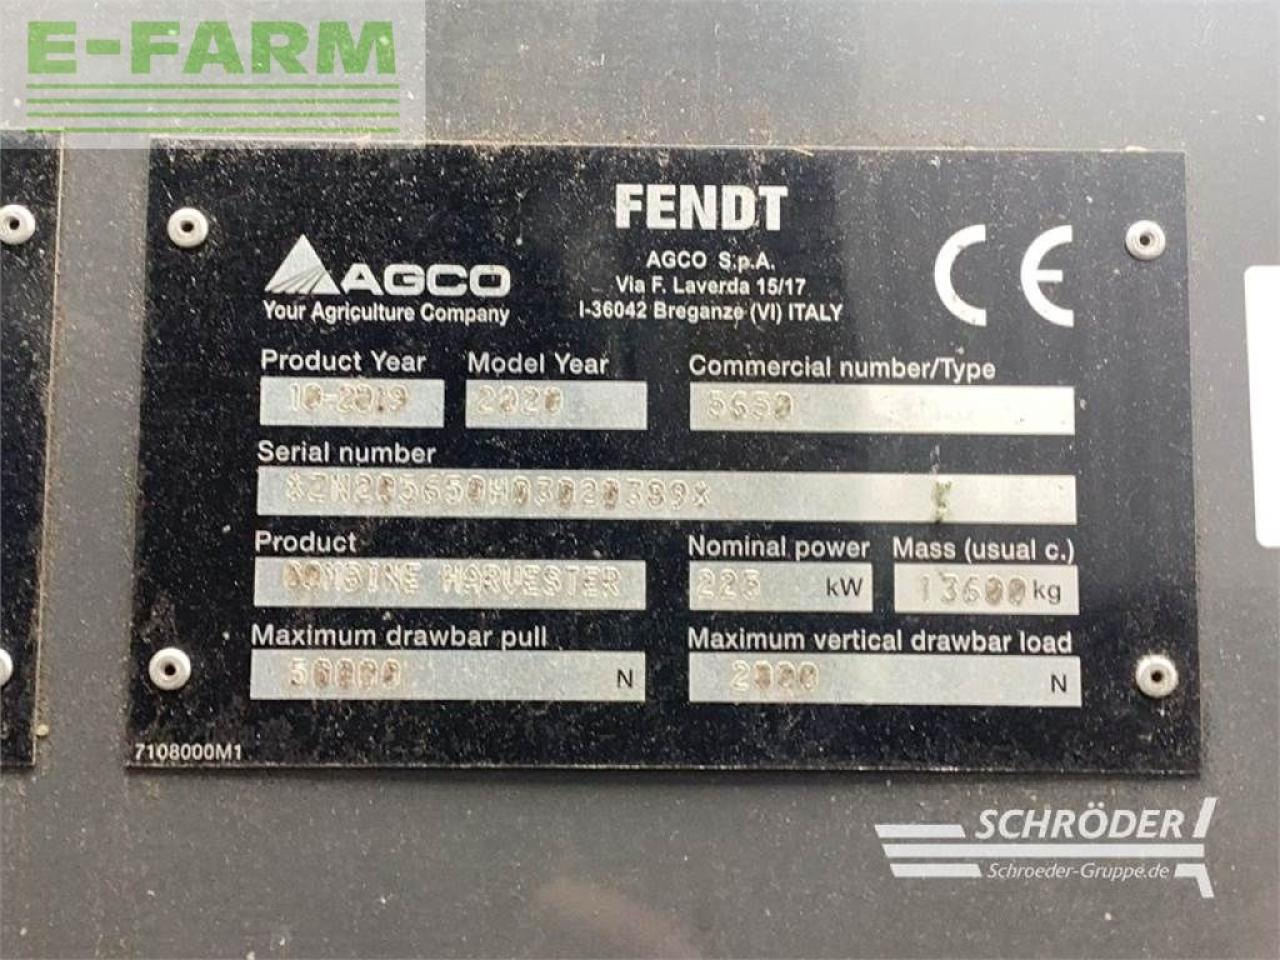 E-FARM
FENDT
AGCO
Your Agriculture Company
AGCO S.p.A.
Via F. Laverda 15/17
I-36042 Breganze (VI) ITALY
CE
Product Year
Model Year
Commercial number/Type
10-2019
2020
5650
Serial number
Product
Nominal power
Mass (usual c.)
COMBINE HARVESTER
223 kW
13600 kg
Maximum drawbar pull
Maximum vertical drawbar load
N
2000 N
7108000M1
SCHRÖDER
Schroeder-Gruppe.de